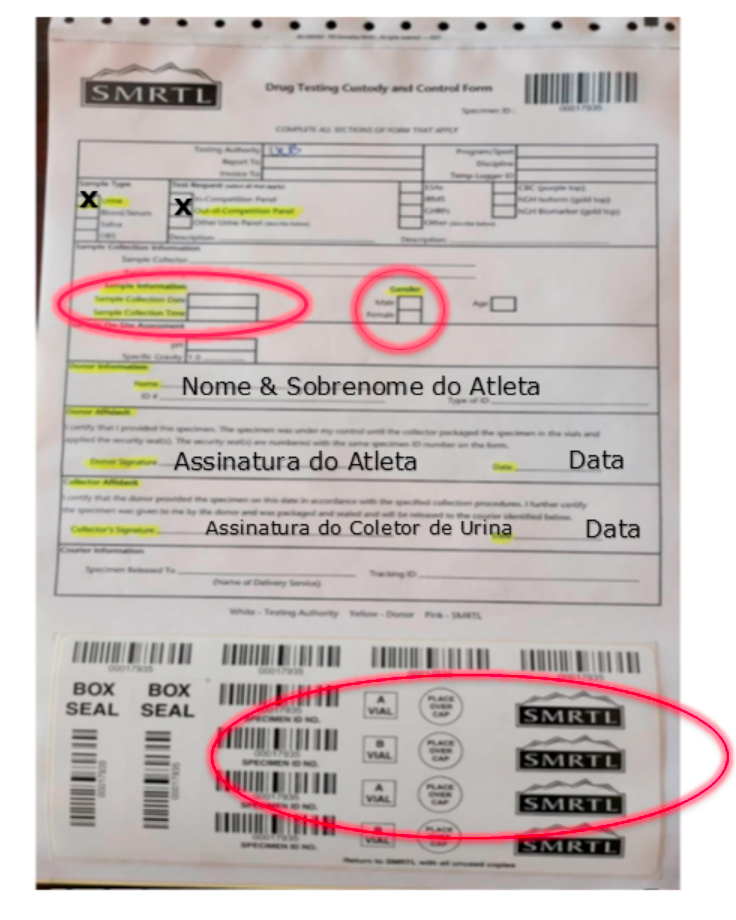 SMRTL
Drug Testing Custody and Control Form
00017935
Specimen ID :
COMPLETE ALL SECTIONS OF FORM THAT APPLY
Testing Authority
Program/Sport
Report To
Discipline
Invoice To
Temp Logger ID
Sample Type
Test Request (select all that apply)
X Urine
X
In-Competition Panel
Out-of-Competition Panel
Blood/Serum
Saliva
DBS
Other Urine Panel (describe below)
Description:
ESAs
IRMS
GHRPs
Other (describe below)
Description:
CBC (purple top)
hGH Isoform (gold top)
hGH Biomarker (gold top)
Sample Collection Information
Sample Collector
Sample Information
Sample Collection Date
Sample Collection Time
Gender
Male
Female
Age
On-Site Assessment
pH
Specific Gravity 1.0
Donor Information
Name
Nome & Sobrenome do Atleta
ID #
Type of ID
Donor Affidavit
I certify that I provided this specimen. The specimen was under my control until the collector packaged the specimen in the vials and
applied the security seal(s). The security seal(s) are numbered with the same specimen ID number on the form.
Donor Signature Assinatura do Atleta Date Data
Collector Affidavit
I certify that the donor provided the specimen on this date in accordance with the specified collection procedures. I further certify
the specimen was given to me by the donor and was packaged and sealed and will be released to the courier identified below.
Collector's Signature Assinatura do Coletor de Urina Data
Courier Information
Specimen Released To
Tracking ID
(Name of Delivery Service)
White - Testing Authority Yellow - Donor Pink - SMRTL
00017935 00017935 00017935 00017935
BOX SEAL
BOX SEAL
00017935
00017935
00017935
SPECIMEN ID NO.
A VIAL
PLACE OVER CAP
SMRTL
00017935
SPECIMEN ID NO.
B VIAL
PLACE OVER CAP
SMRTL
00017935
SPECIMEN ID NO.
A VIAL
PLACE OVER CAP
SMRTL
00017935
SPECIMEN ID NO.
B VIAL
PLACE OVER CAP
SMRTL
Return to SMRTL with all unused copies